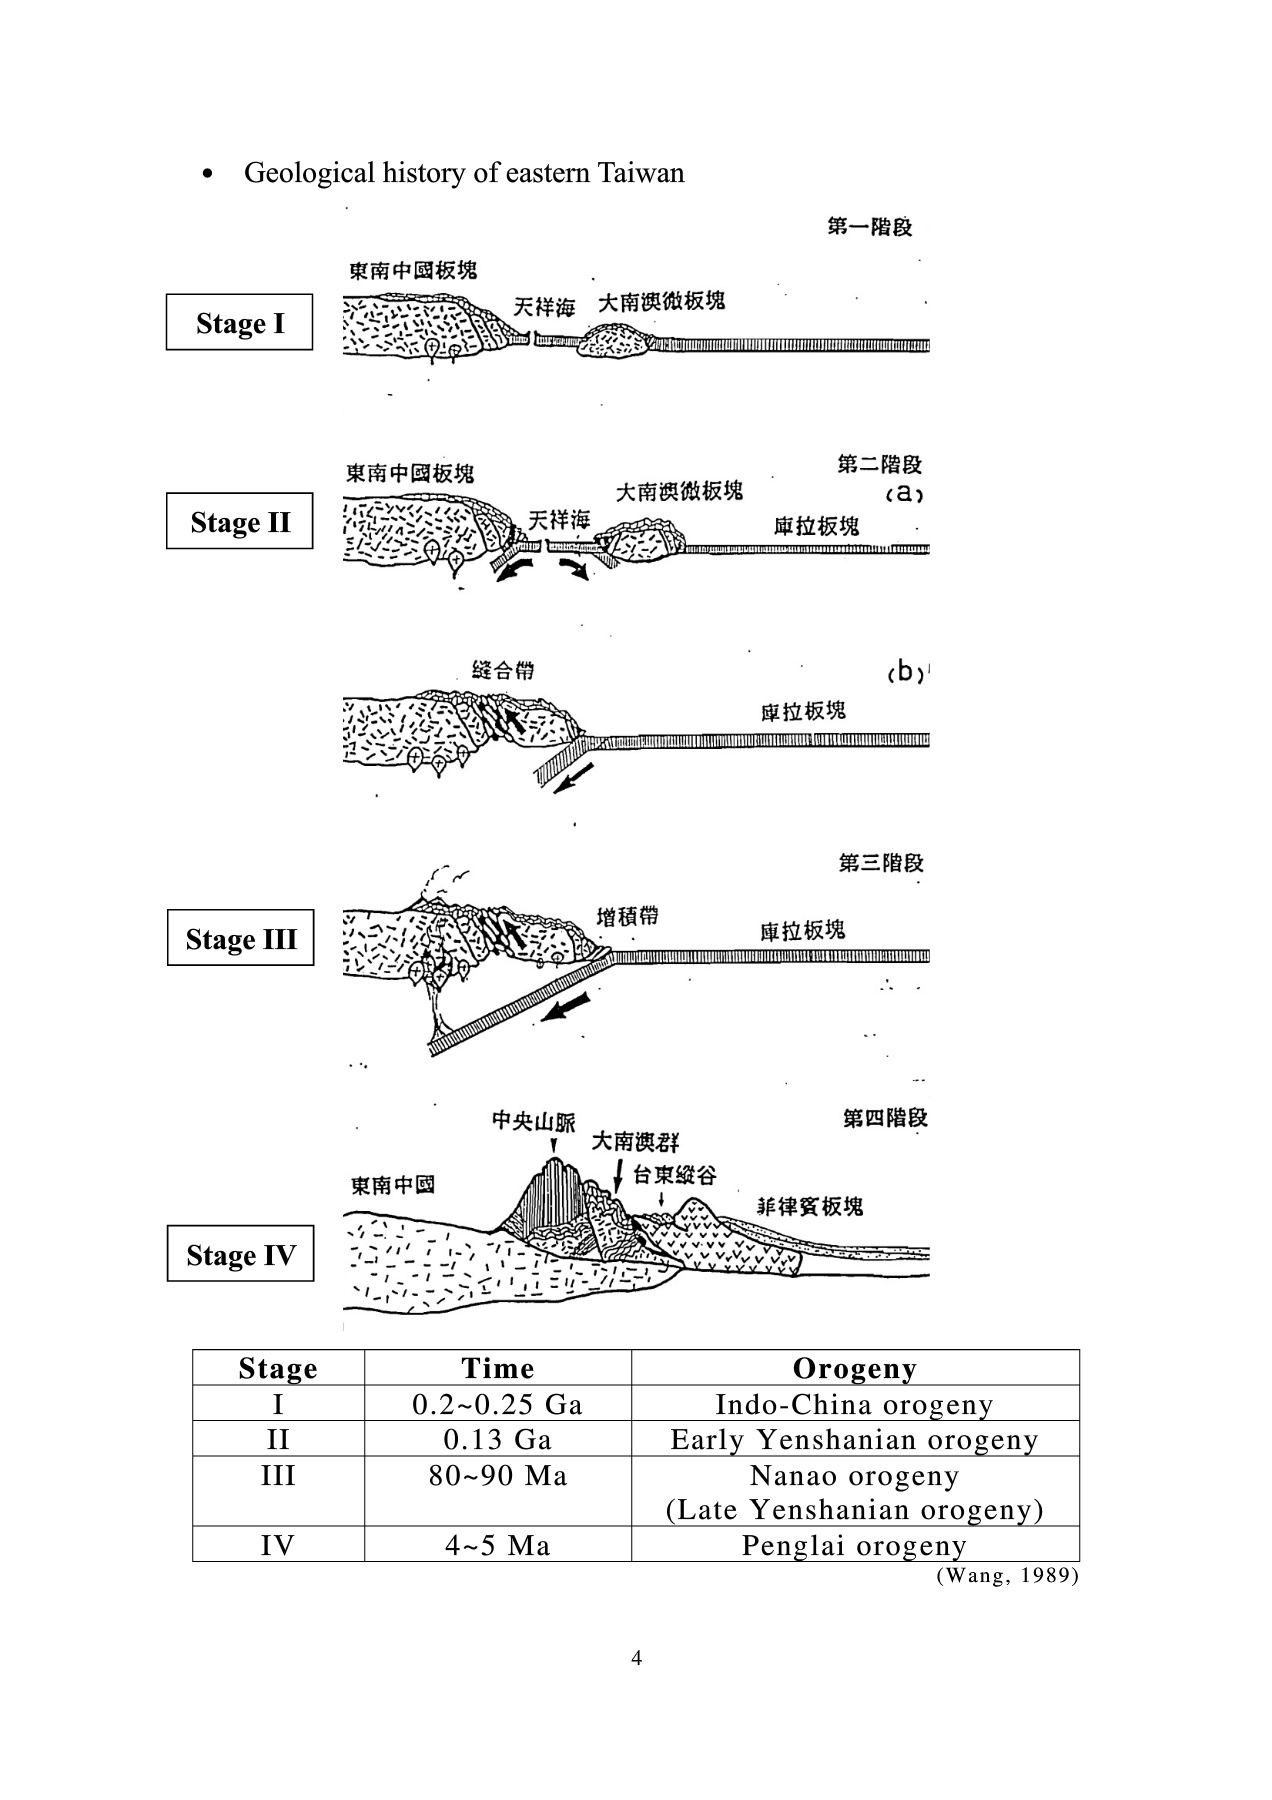 • Geological history of eastern Taiwan
第一階段
東南中國板塊
天祥海 大南澳微板塊
Stage I
第二階段
東南中國板塊
(a)
大南澳微板塊
Stage II
天祥海
庫拉板塊
縫合帶
(b)
庫拉板塊
第三階段
增積帶
庫拉板塊
Stage III
第四階段
中央山脈
大南澳群
台東縱谷
東南中國
菲律賓板塊
Stage IV
Stage Time Orogeny
I 0.2~0.25 Ga Indo-China orogeny
II 0.13 Ga Early Yenshanian orogeny
III 80~90 Ma Nanao orogeny
(Late Yenshanian orogeny)
IV 4~5 Ma Penglai orogeny
(Wang, 1989)
4